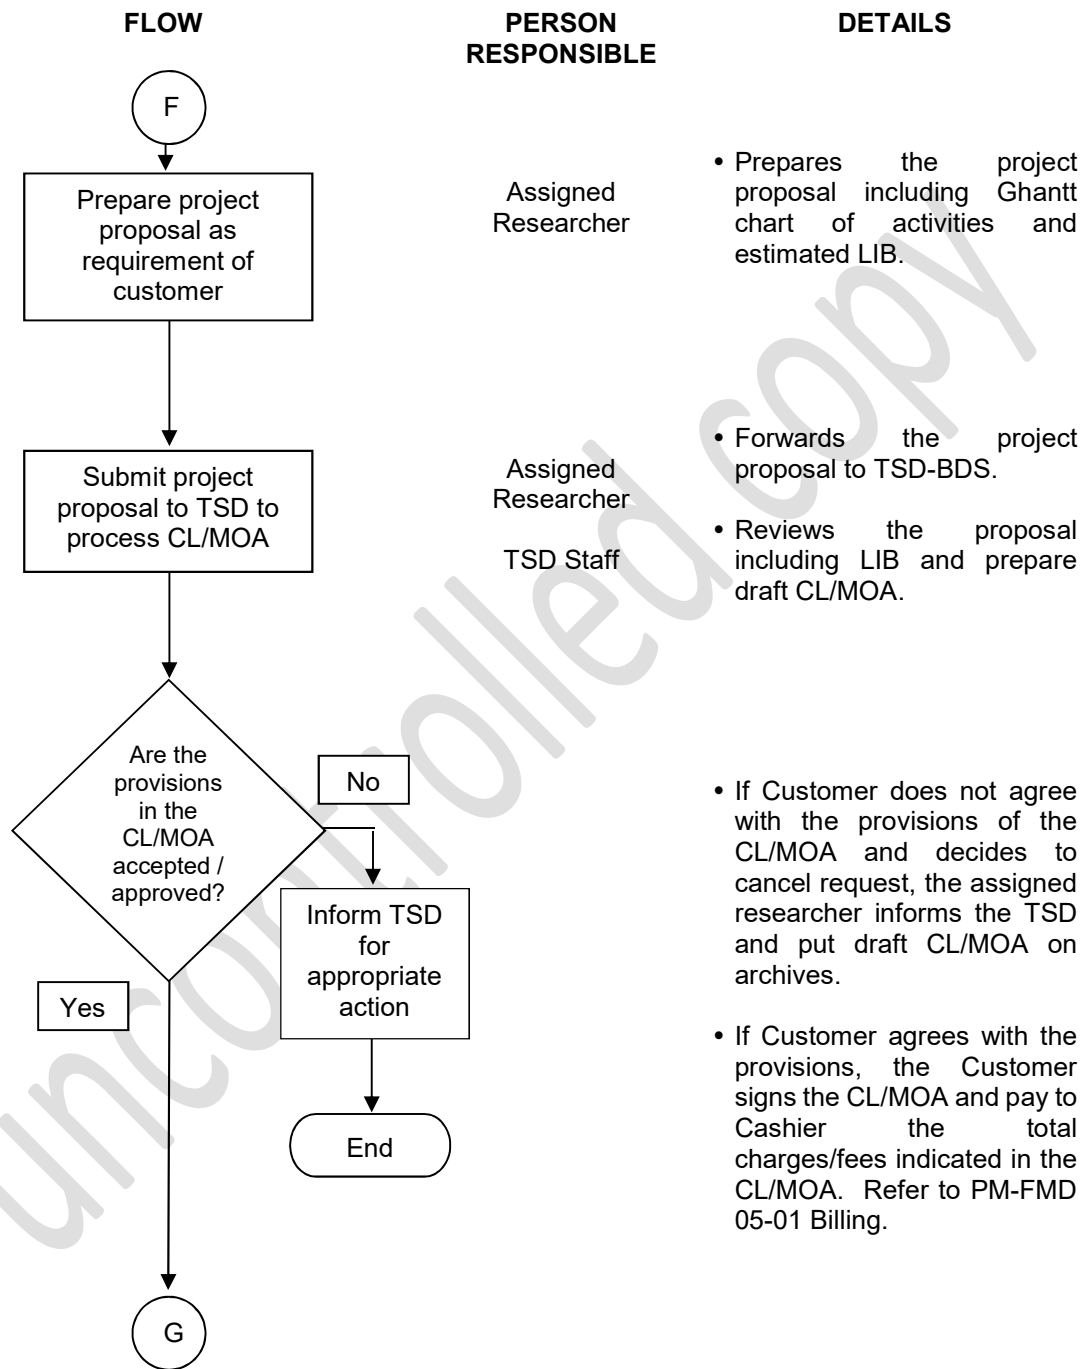 FLOW
PERSON
RESPONSIBLE
DETAILS
F
Prepare project
proposal as
requirement of
customer
Assigned
Researcher
• Prepares the project
proposal including Ghantt
chart of activities and
estimated LIB.
Submit project
proposal to TSD to
process CL/MOA
Assigned
Researcher
TSD Staff
• Forwards the project
proposal to TSD-BDS.
• Reviews the proposal
including LIB and prepare
draft CL/MOA.
Are the
provisions
in the
CL/MOA
accepted /
approved?
No
Inform TSD
for
appropriate
action
End
Yes
G
• If Customer does not agree
with the provisions of the
CL/MOA and decides to
cancel request, the assigned
researcher informs the TSD
and put draft CL/MOA on
archives.
• If Customer agrees with the
provisions, the Customer
signs the CL/MOA and pay to
Cashier the total
charges/fees indicated in the
CL/MOA. Refer to PM-FMD
05-01 Billing.
uncontrolled copy